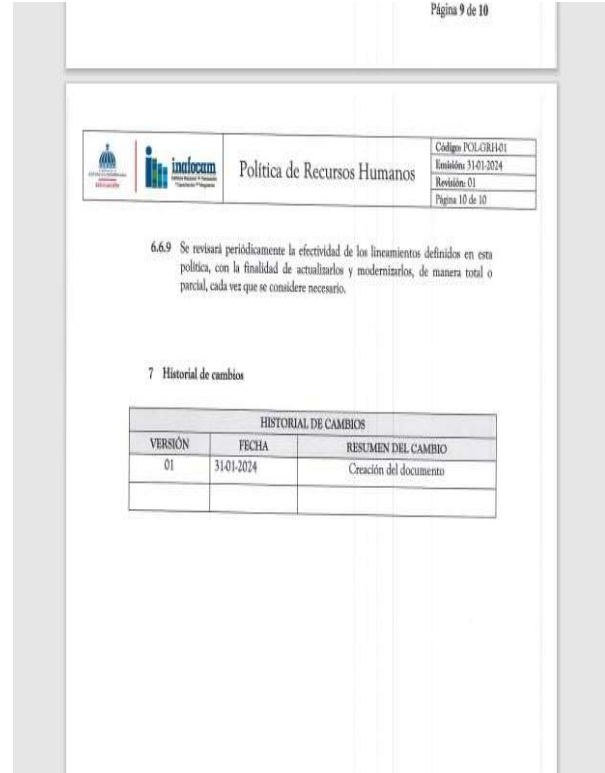 Página 9 de 10
inafocam
Política de Recursos Humanos
Código: POL-GRH-01
Emisión: 31-01-2024
Revisión: 01
Página 10 de 10
6.6.9 Se revisará periódicamente la efectividad de los lineamientos definidos en esta
política, con la finalidad de actualizarlos y modernizarlos, de manera total o
parcial, cada vez que se considere necesario.
7 Historial de cambios
HISTORIAL DE CAMBIOS
VERSIÓN FECHA RESUMEN DEL CAMBIO
01 31-01-2024 Creación del documento